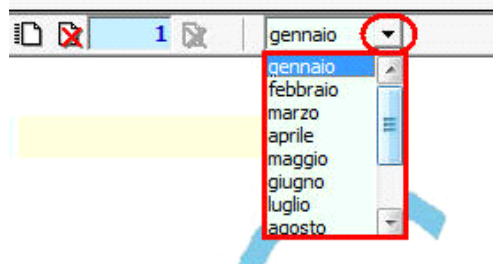 1 gennaio
gennaio
febbraio
marzo
aprile
maggio
giugno
luglio
agosto